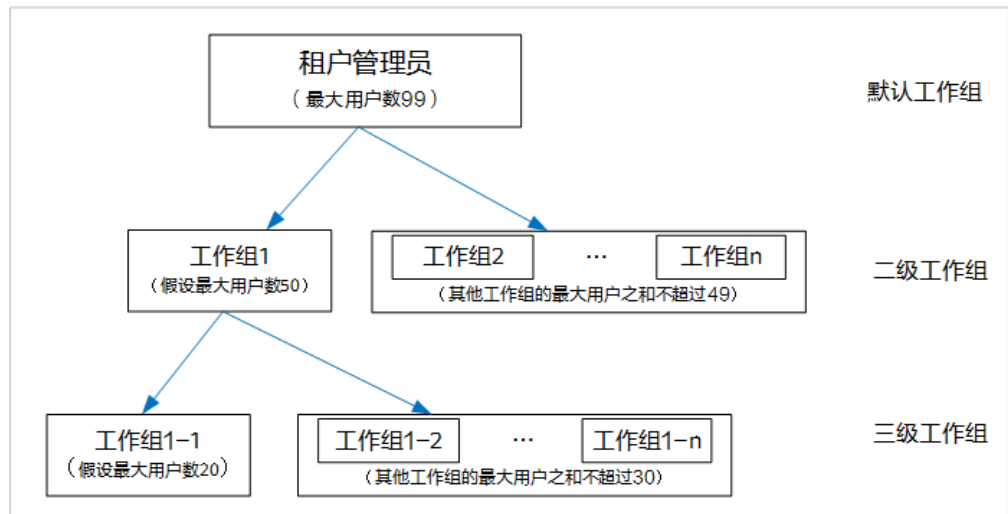 租户管理员
（最大用户数99）
默认工作组
工作组1
（假设最大用户数50）
工作组2 … 工作组n
（其他工作组的最大用户之和不超过49）
二级工作组
工作组1-1
（假设最大用户数20）
工作组1-2 … 工作组1-n
（其他工作组的最大用户之和不超过30）
三级工作组